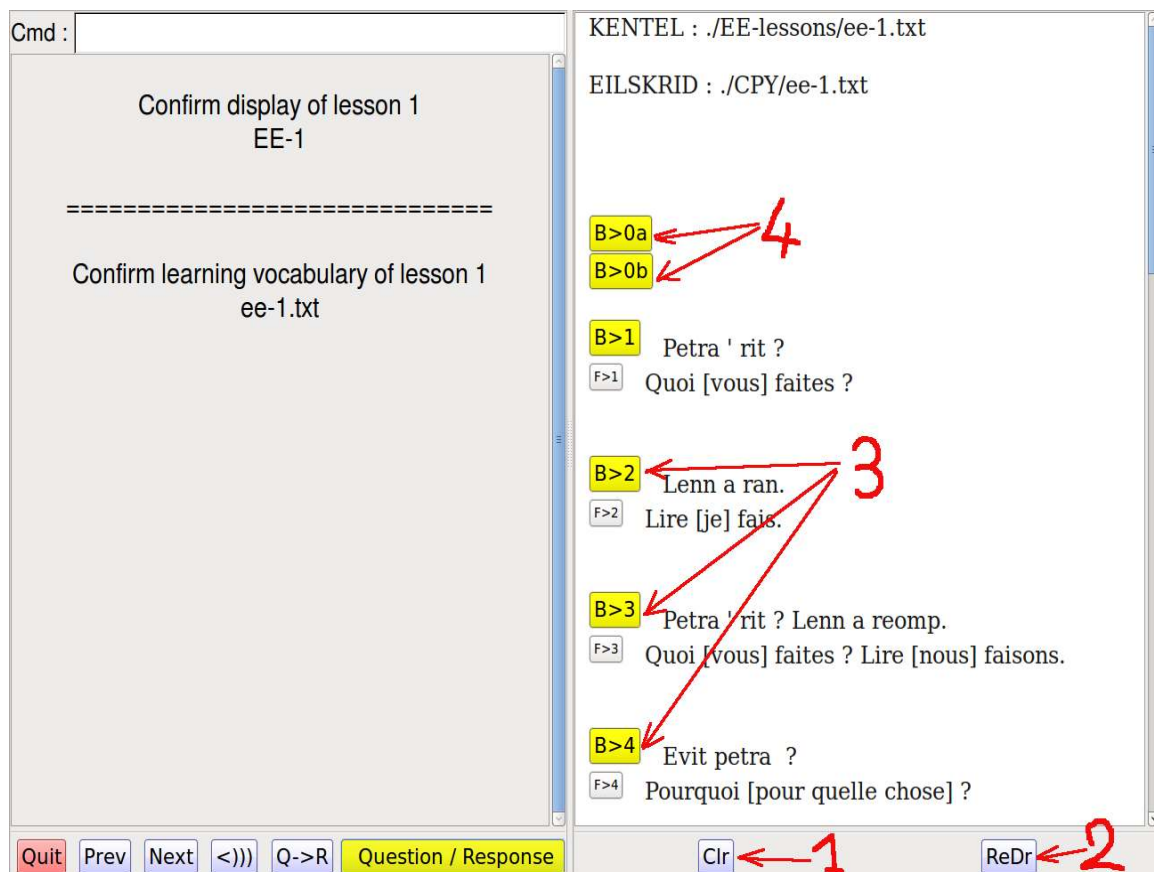 Cmd :
Confirm display of lesson 1
EE-1
==============================
Confirm learning vocabulary of lesson 1
ee-1.txt
Quit Prev Next <))) Q->R Question / Response
KENTEL : ./EE-lessons/ee-1.txt
EILSKRID : ./CPY/ee-1.txt
B>0a
4
B>0b
B>1 Petra ' rit ?
F>1 Quoi [vous] faites ?
3
B>2 Lenn a ran.
F>2 Lire [je] fais.
B>3 Petra ' rit ? Lenn a reomp.
F>3 Quoi [vous] faites ? Lire [nous] faisons.
B>4 Evit petra ?
F>4 Pourquoi [pour quelle chose] ?
Clr 1 ReDr 2